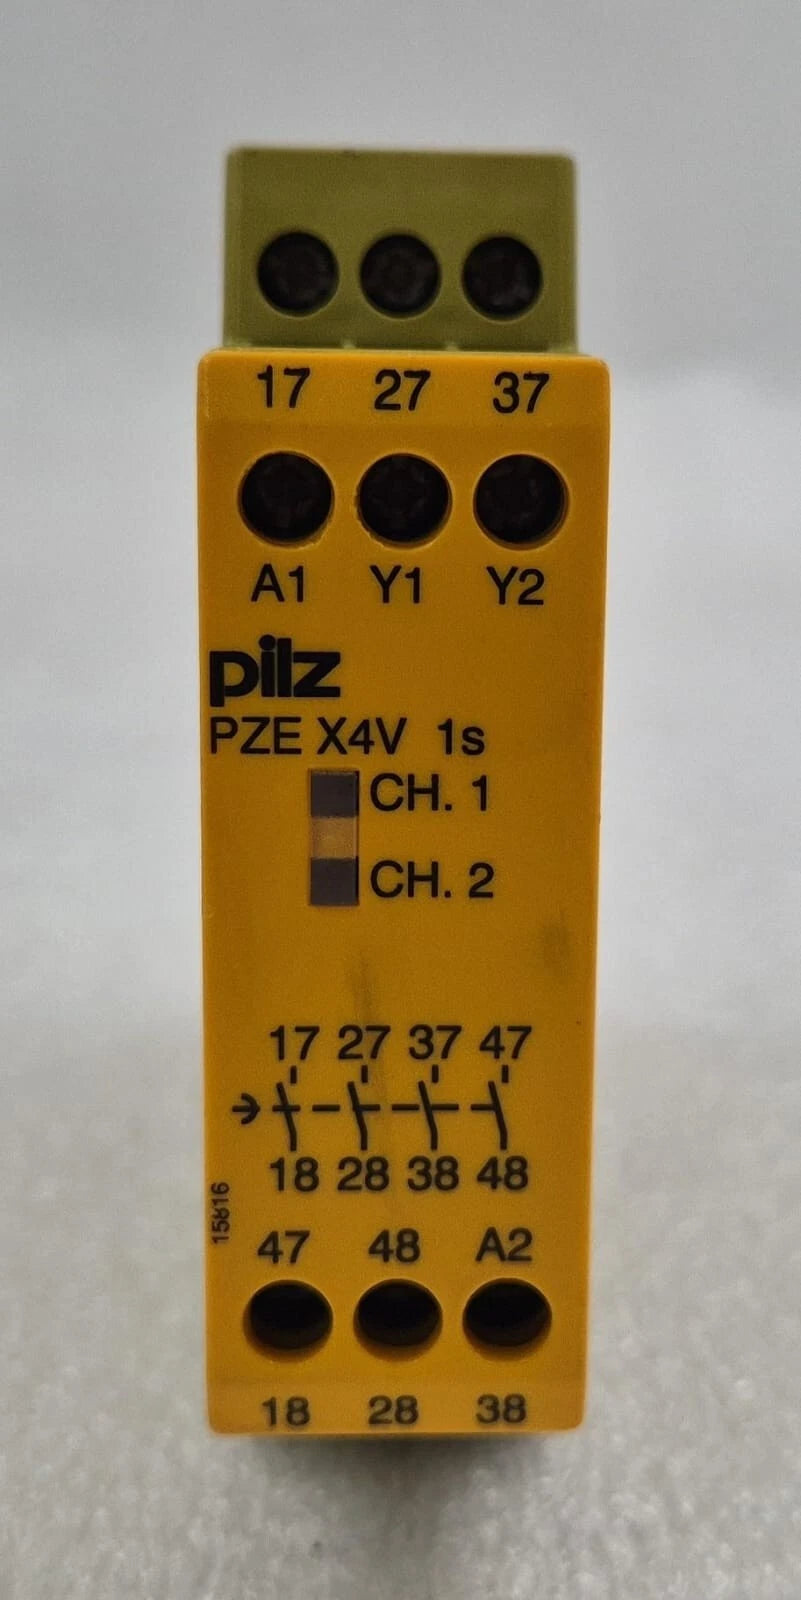 17 27 37
A1 Y1 Y2
pilz
PZE X4V 1s
CH. 1
CH. 2
17 27 37 47
18 28 38 48
15816
47 48 A2
18 28 38